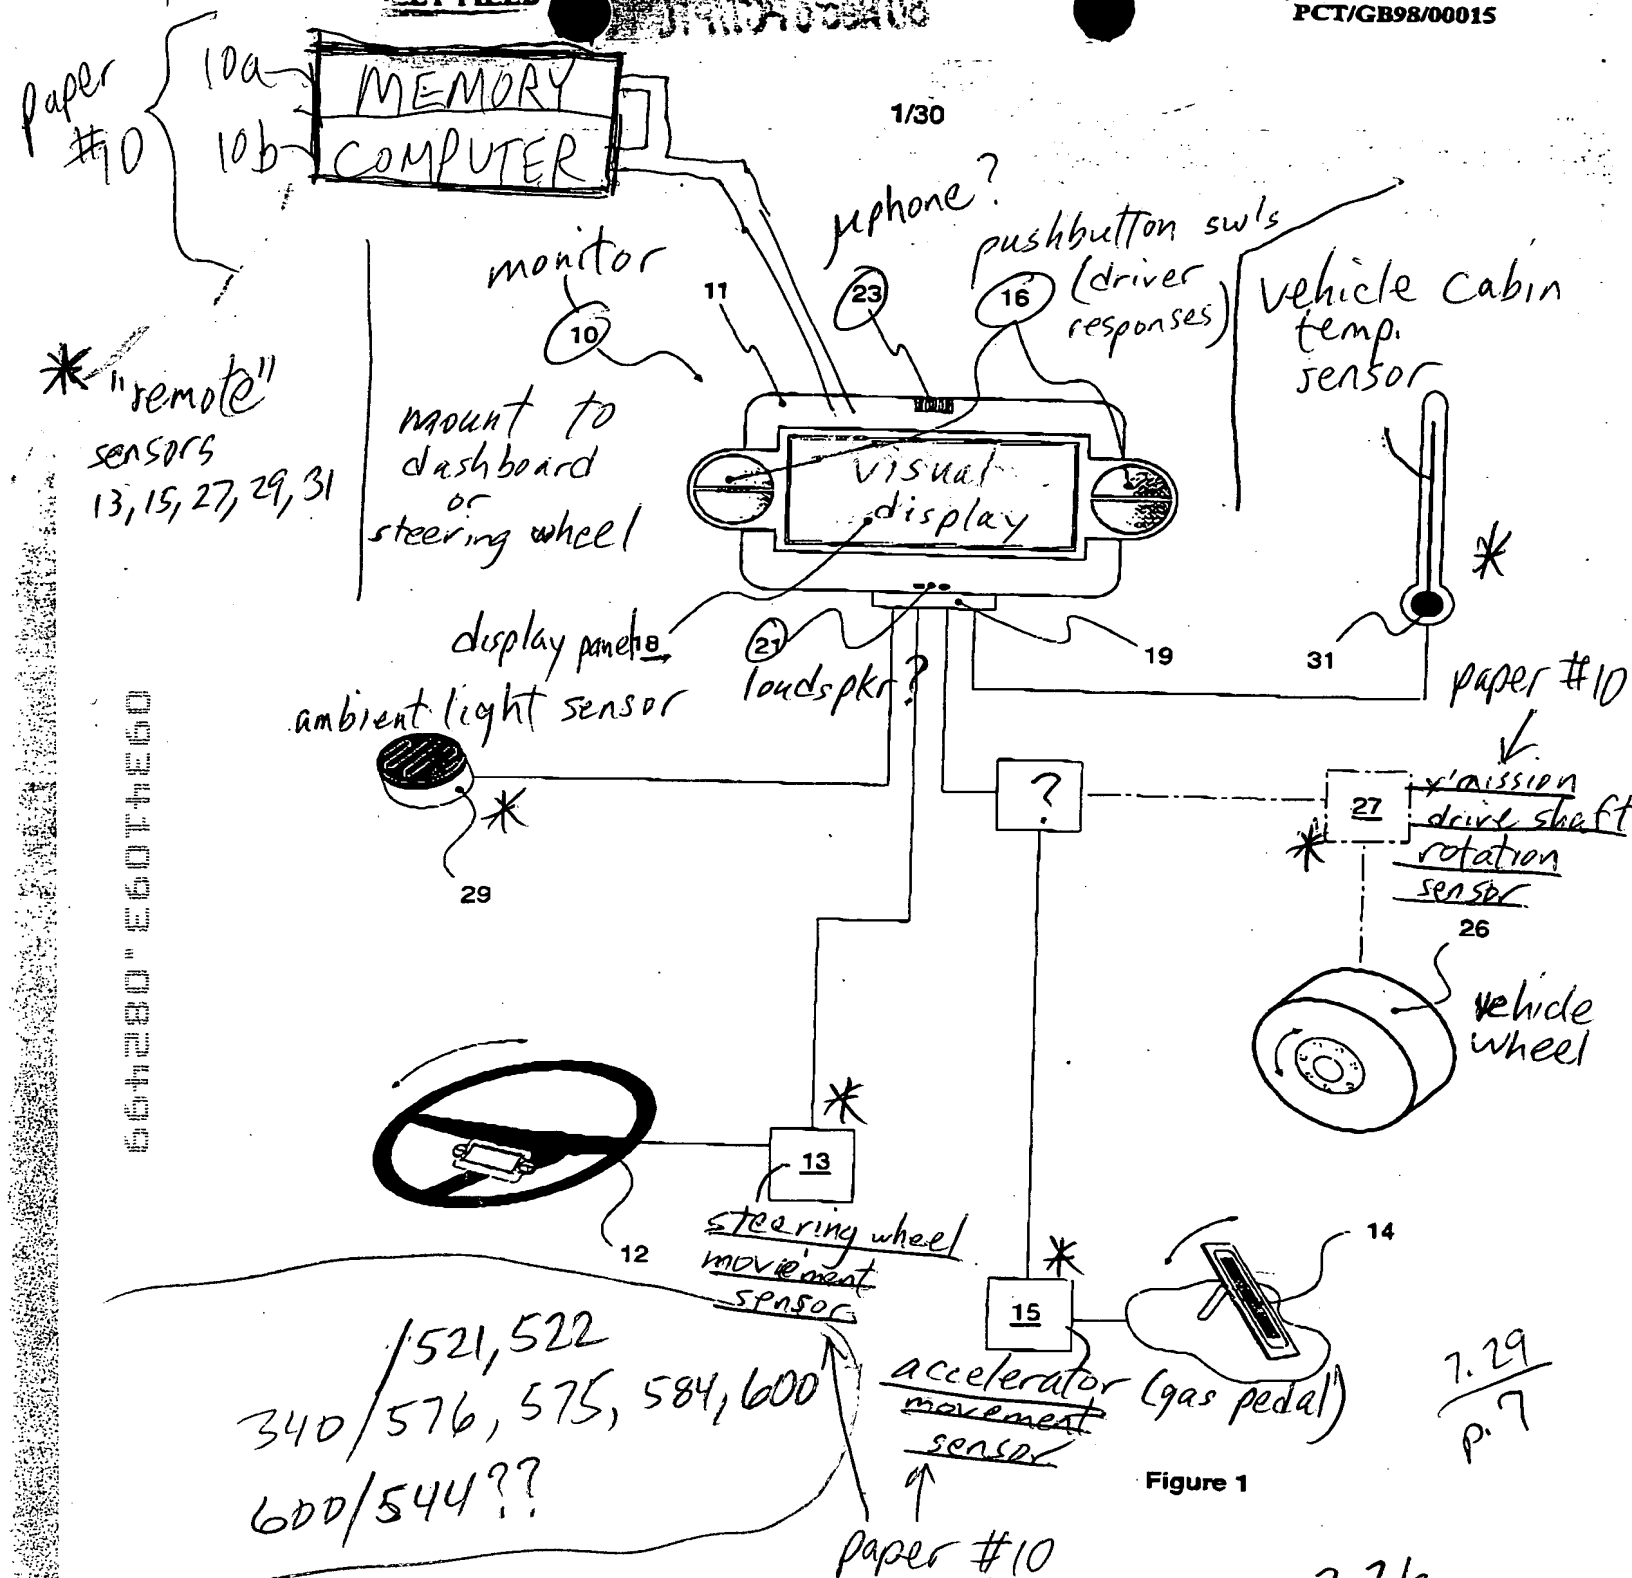 PCT/GB98/00015
1/30
paper
#10
10a
MEMORY
10b
COMPUTER
μphone?
pushbutton sw's
(driver
responses)
monitor
10
11
23
16
vehicle cabin
temp.
sensor
* "remote"
sensors
13, 15, 27, 29, 31
mount to
dashboard
or
steering wheel
visual
display
*
display panel 18
21
loudspkr?
19
31
paper #10
ambient light sensor
*
29
?
27
*
x'mission
drive shaft
rotation
sensor
26
vehicle
wheel
*
13
steering wheel
movement
sensor
12
*
15
accelerator (gas pedal)
movement
sensor
14
/521, 522
340/576, 575, 584, 600
600/544??
7.29
p. 7
Figure 1
paper #10
09341093.082499